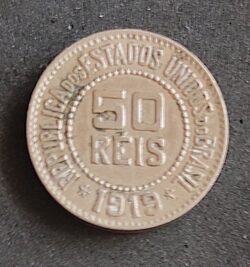 REPUBLICA DOS ESTADOS UNIDOS DO BRASIL
50
REIS
1919